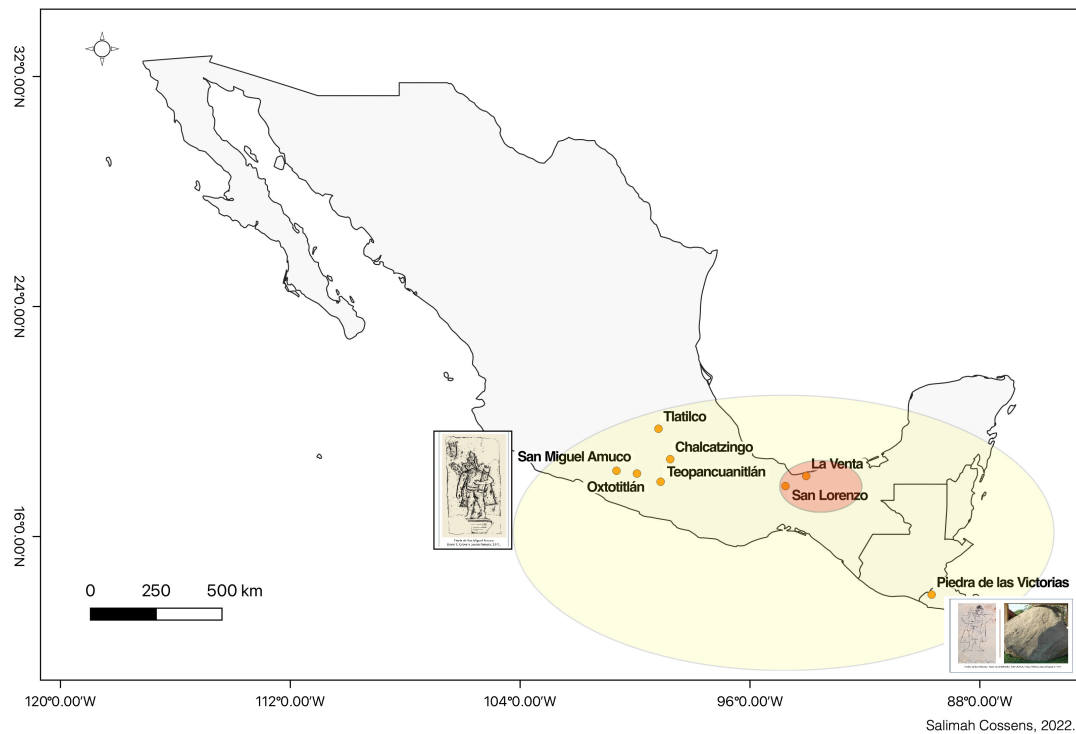 32°0.00'N
24°0.00'N
16°0.00'N
Tlatilco
Chalcatzingo
San Miguel Amuco
Teopancuanitlán
Oxtotitlán
La Venta
San Lorenzo
Piedra de las Victorias
0 250 500 km
120°0.00'W 112°0.00'W 104°0.00'W 96°0.00'W 88°0.00'W
Salimah Cossens, 2022.